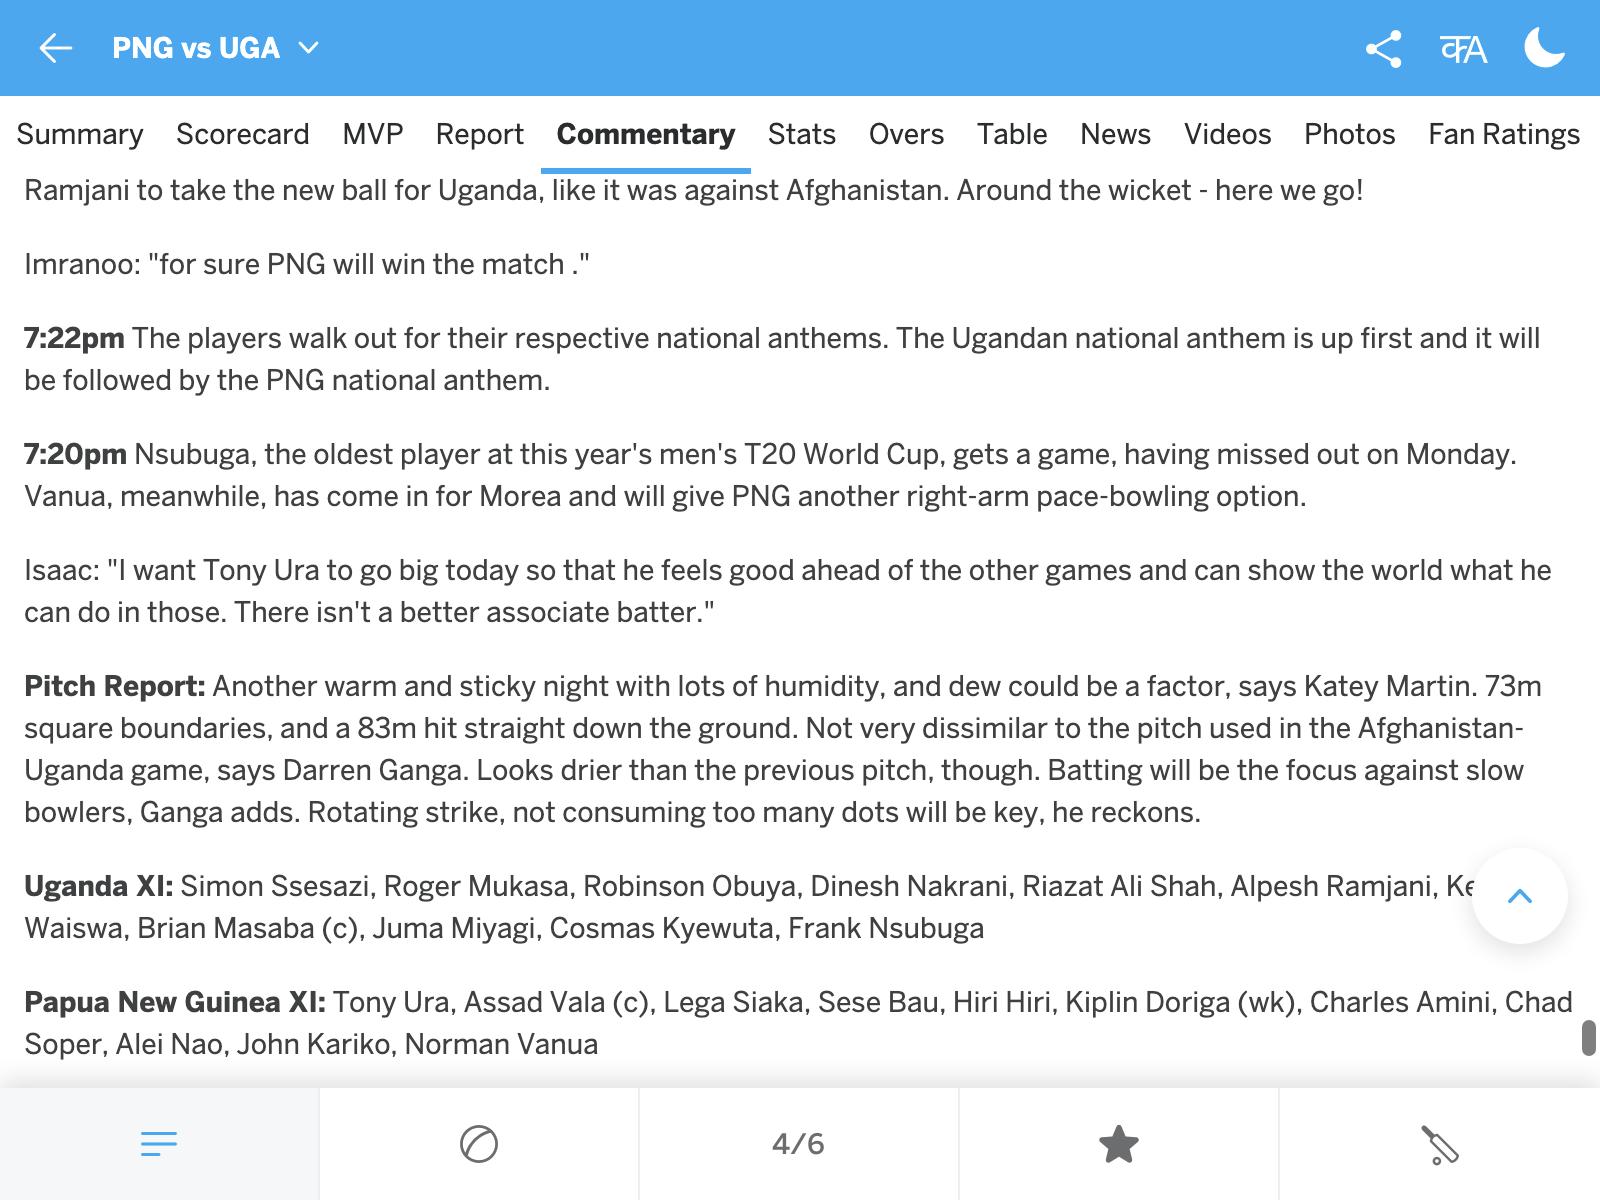 PNG vs UGA
कA
Summary Scorecard MVP Report Commentary Stats Overs Table News Videos Photos Fan Ratings
Ramjani to take the new ball for Uganda, like it was against Afghanistan. Around the wicket - here we go!
Imranoo: "for sure PNG will win the match ."
7:22pm The players walk out for their respective national anthems. The Ugandan national anthem is up first and it will
be followed by the PNG national anthem.
7:20pm Nsubuga, the oldest player at this year's men's T20 World Cup, gets a game, having missed out on Monday.
Vanua, meanwhile, has come in for Morea and will give PNG another right-arm pace-bowling option.
Isaac: "I want Tony Ura to go big today so that he feels good ahead of the other games and can show the world what he
can do in those. There isn't a better associate batter."
Pitch Report: Another warm and sticky night with lots of humidity, and dew could be a factor, says Katey Martin. 73m
square boundaries, and a 83m hit straight down the ground. Not very dissimilar to the pitch used in the Afghanistan-
Uganda game, says Darren Ganga. Looks drier than the previous pitch, though. Batting will be the focus against slow
bowlers, Ganga adds. Rotating strike, not consuming too many dots will be key, he reckons.
Uganda XI: Simon Ssesazi, Roger Mukasa, Robinson Obuya, Dinesh Nakrani, Riazat Ali Shah, Alpesh Ramjani,
Waiswa, Brian Masaba (c), Juma Miyagi, Cosmas Kyewuta, Frank Nsubuga
Papua New Guinea XI: Tony Ura, Assad Vala (c), Lega Siaka, Sese Bau, Hiri Hiri, Kiplin Doriga (wk), Charles Amini, Chad
Soper, Alei Nao, John Kariko, Norman Vanua
4/6